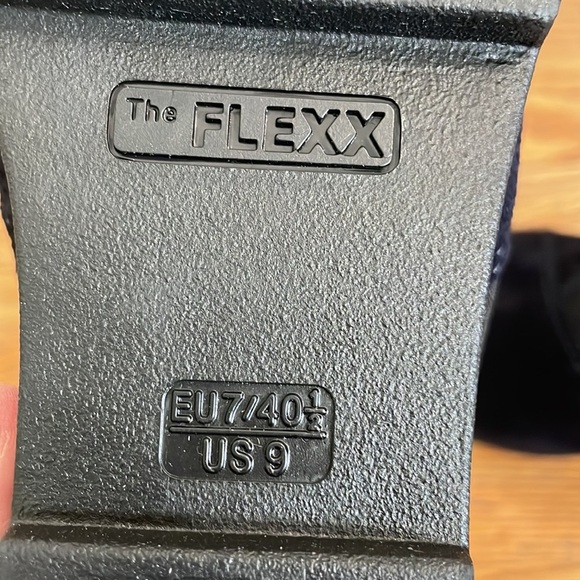 The FLEXX
EU7/40½
US 9